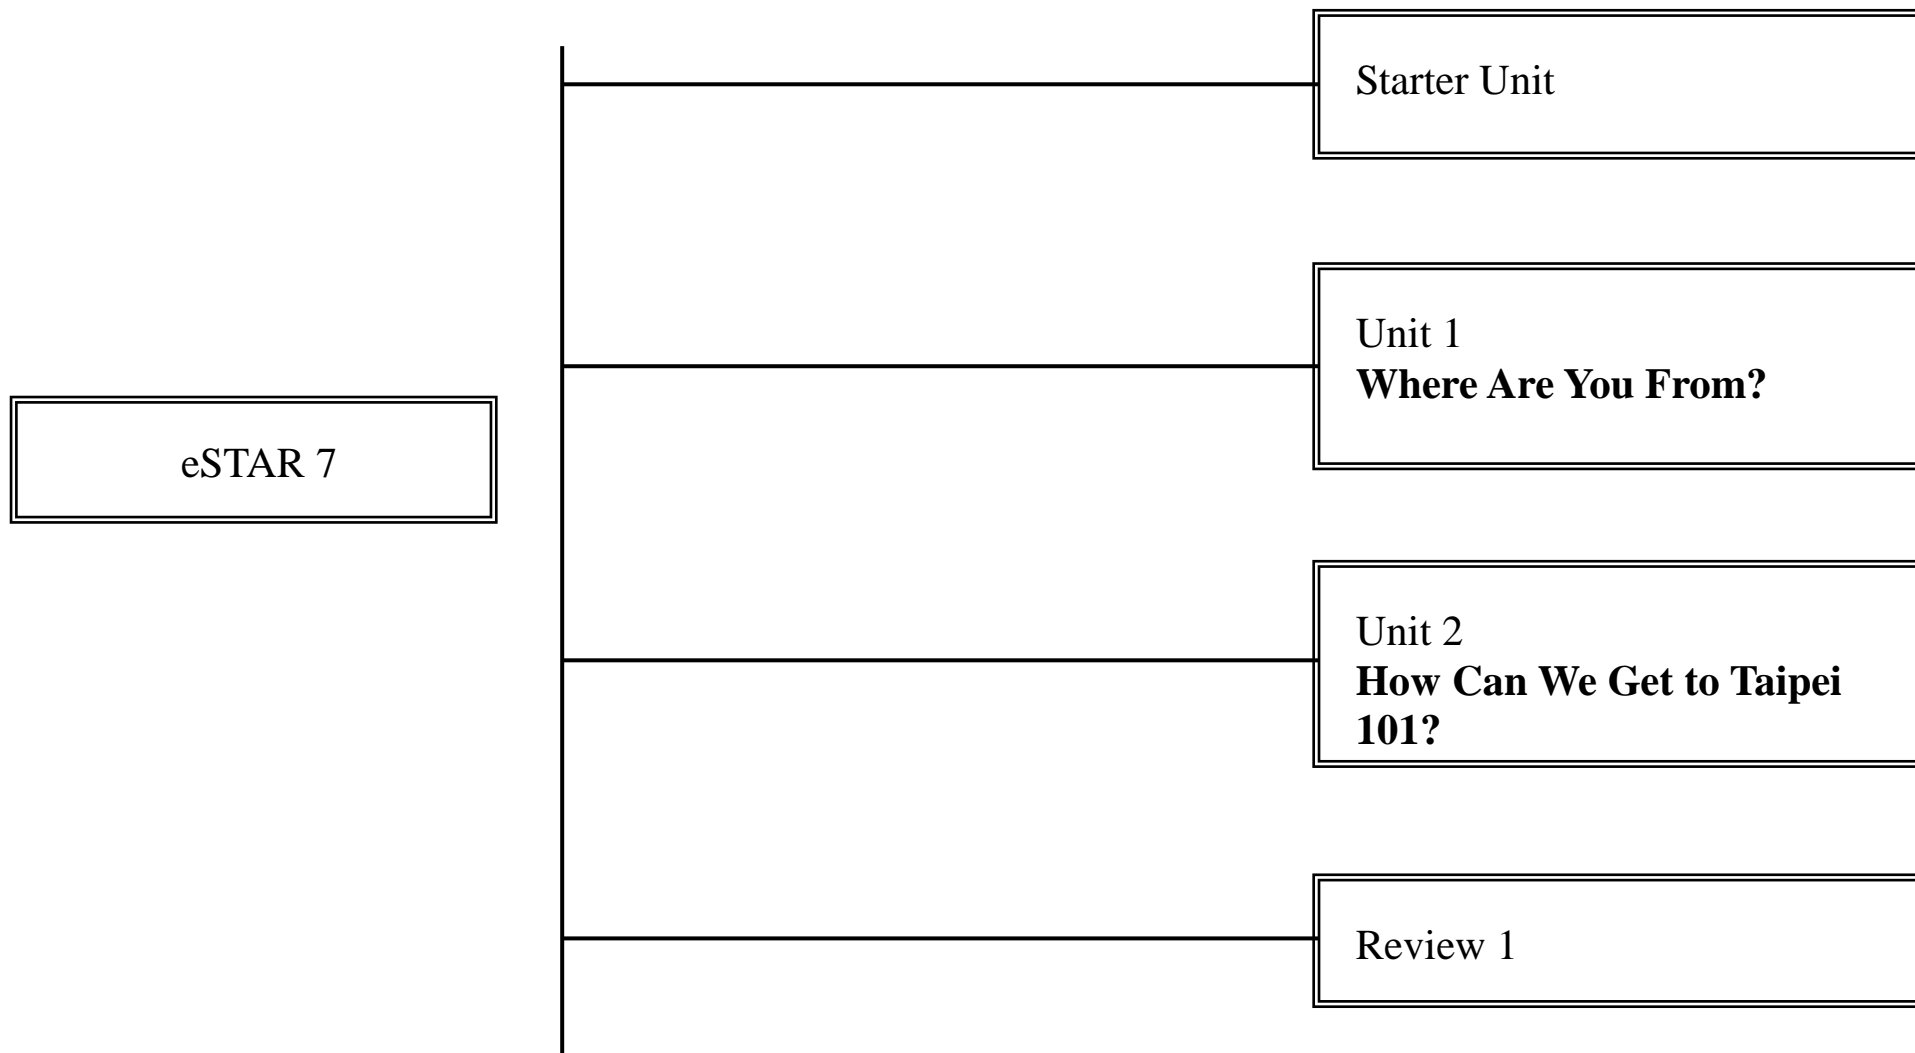 Starter Unit
Unit 1
Where Are You From?
eSTAR 7
Unit 2
How Can We Get to Taipei
101?
Review 1